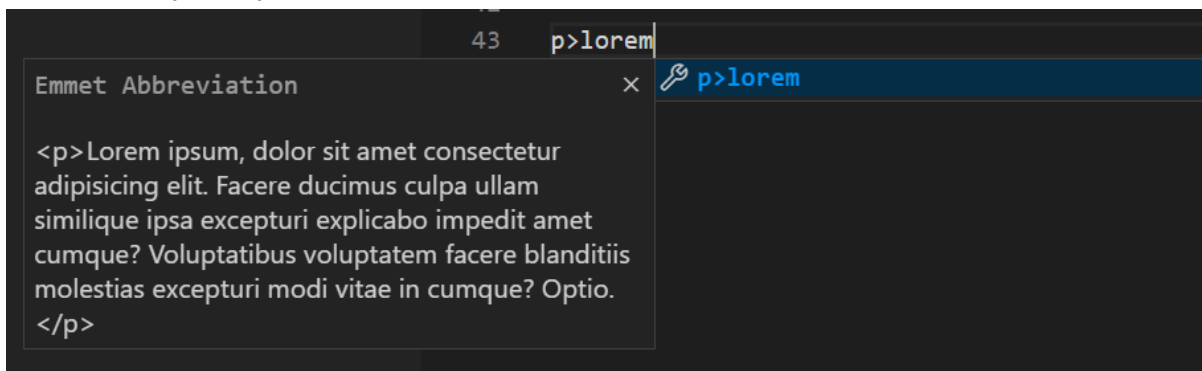 43 p>lorem
Emmet Abbreviation ×
p>lorem
<p>Lorem ipsum, dolor sit amet consectetur
adipisicing elit. Facere ducimus culpa ullam
similique ipsa excepturi explicabo impedit amet
cumque? Voluptatibus voluptatem facere blanditiis
molestias excepturi modi vitae in cumque? Optio.
</p>